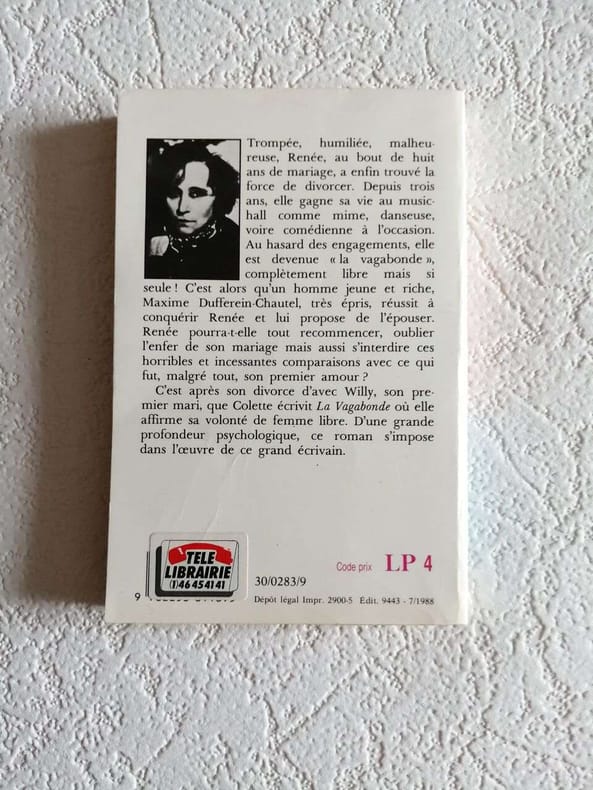 Trompée, humiliée, malheu-
reuse, Renée, au bout de huit
ans de mariage, a enfin trouvé la
force de divorcer. Depuis trois
ans, elle gagne sa vie au music-
hall comme mime, danseuse,
voire comédienne à l'occasion.
Au hasard des engagements, elle
est devenue « la vagabonde »,
complètement libre mais si
seule ! C'est alors qu'un homme jeune et riche,
Maxime Dufferein-Chautel, très épris, réussit à
conquérir Renée et lui propose de l'épouser.
Renée pourra-t-elle tout recommencer, oublier
l'enfer de son mariage mais aussi s'interdire ces
horribles et incessantes comparaisons avec ce qui
fut, malgré tout, son premier amour ?
C'est après son divorce d'avec Willy, son pre-
mier mari, que Colette écrivit La Vagabonde où elle
affirme sa volonté de femme libre. D'une grande
profondeur psychologique, ce roman s'impose
dans l'œuvre de ce grand écrivain.
TELE
LIBRAIRIE
(1) 46 45 41 41
30/0283/9
Code prix LP 4
9
Dépôt légal Impr. 2900-5 Édit. 9443 - 7/1988